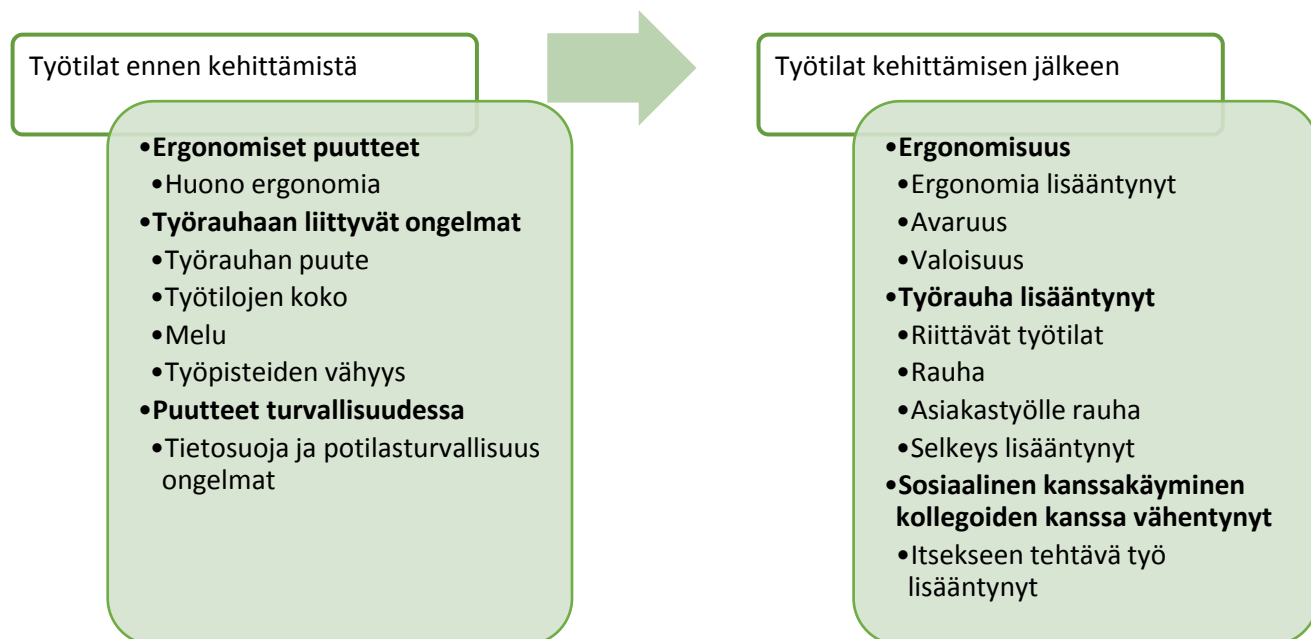 Työtilat ennen kehittämistä
•Ergonomiset puutteet
•Huono ergonomia
•Työrauhaan liittyvät ongelmat
•Työrauhan puute
•Työtilojen koko
•Melu
•Työpisteiden vähyys
•Puutteet turvallisuudessa
•Tietosuoja ja potilasturvallisuus
ongelmat
Työtilat kehittämisen jälkeen
•Ergonomisuus
•Ergonomia lisääntynyt
•Avaruus
•Valoisuus
•Työrauha lisääntynyt
•Riittävät työtilat
•Rauha
•Asiakastyölle rauha
•Selkeys lisääntynyt
•Sosiaalinen kanssakäyminen
kollegoiden kanssa vähentynyt
•Itsekseen tehtävä työ
lisääntynyt